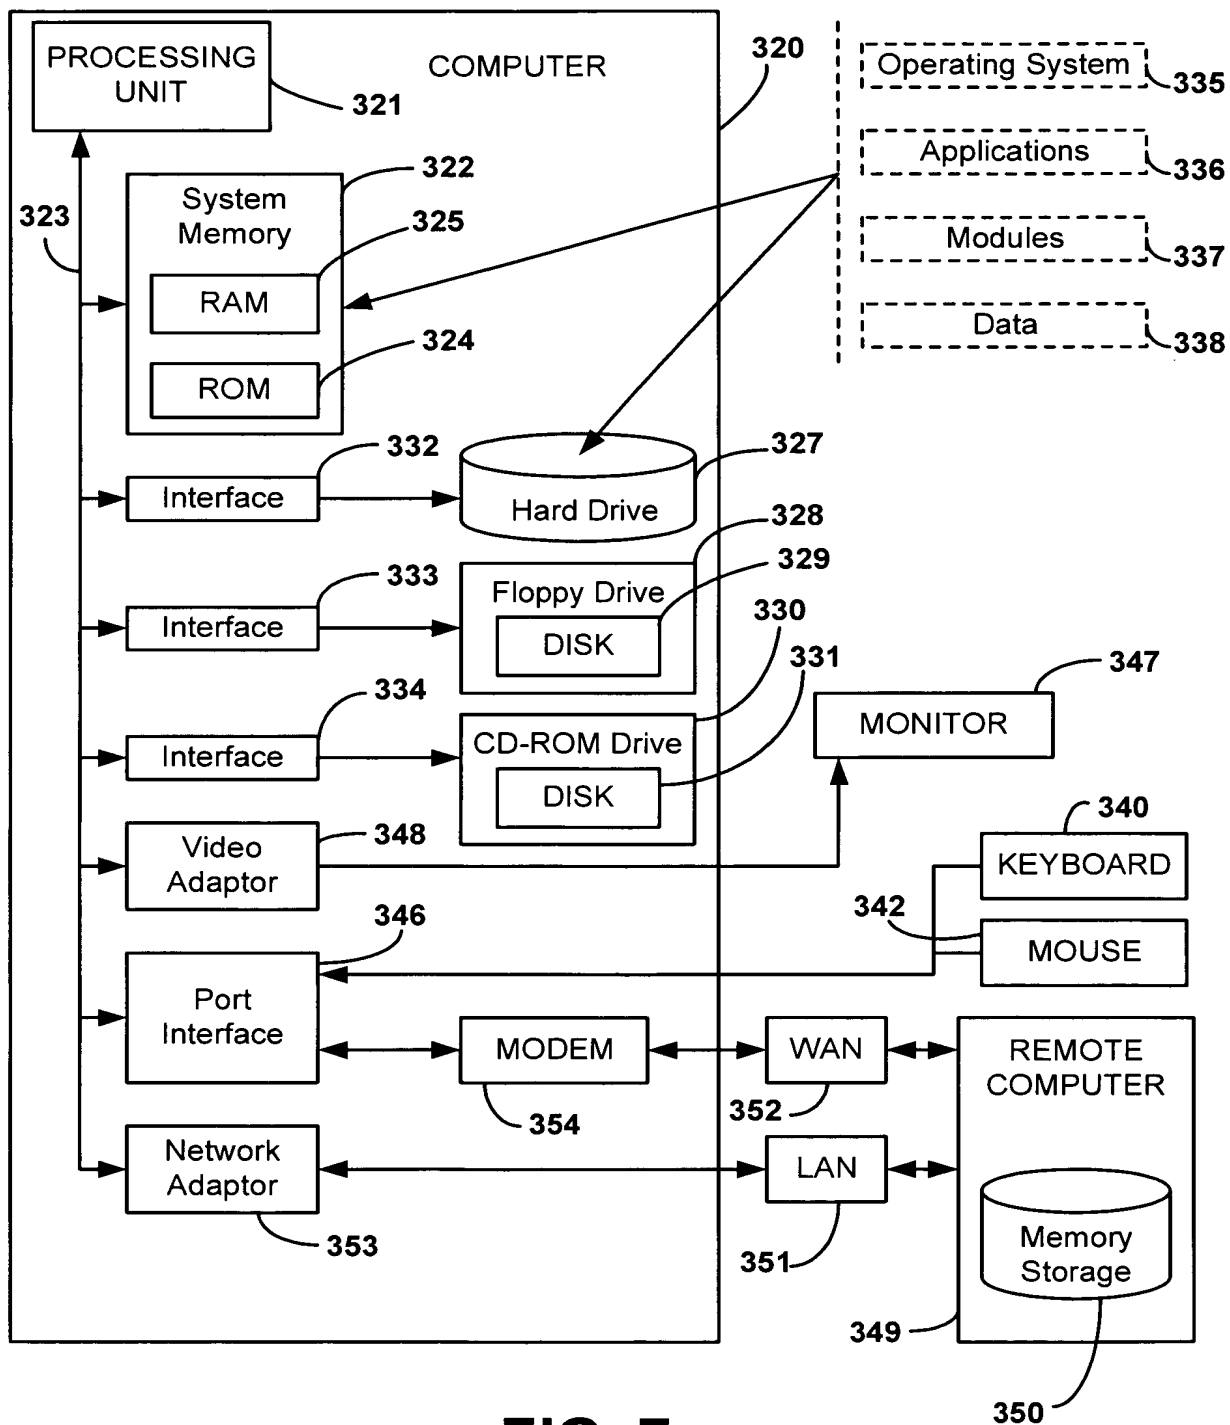 PROCESSING
UNIT
321
COMPUTER
320
Operating System
335
Applications
336
Modules
337
Data
338
323
System
Memory
322
RAM
325
ROM
324
Interface
332
Hard Drive
327
Interface
333
Floppy Drive
328
DISK
329
Interface
334
CD-ROM Drive
330
DISK
331
MONITOR
347
Video
Adaptor
348
KEYBOARD
340
MOUSE
342
Port
Interface
346
MODEM
354
WAN
352
REMOTE
COMPUTER
349
Network
Adaptor
353
LAN
351
Memory
Storage
350